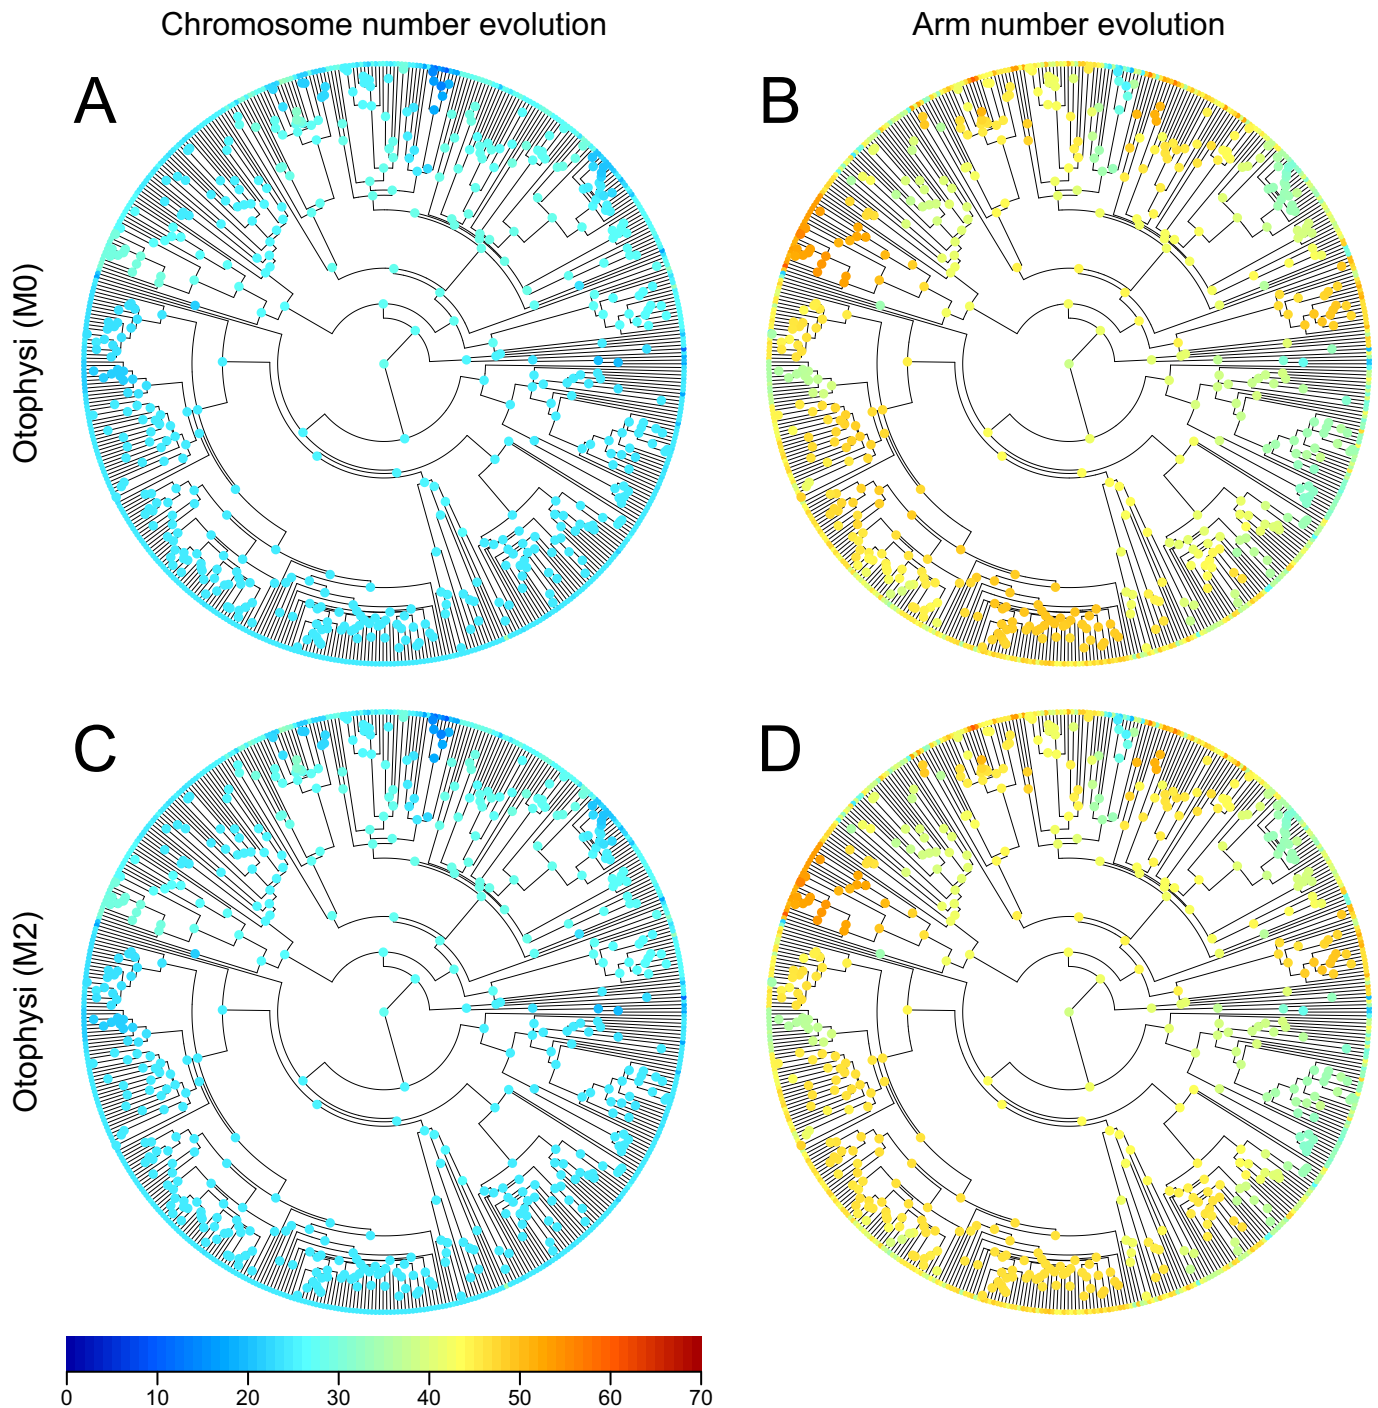 Chromosome number evolution
Arm number evolution
A
B
Otophysi (M0)
C
D
Otophysi (M2)
0 10 20 30 40 50 60 70